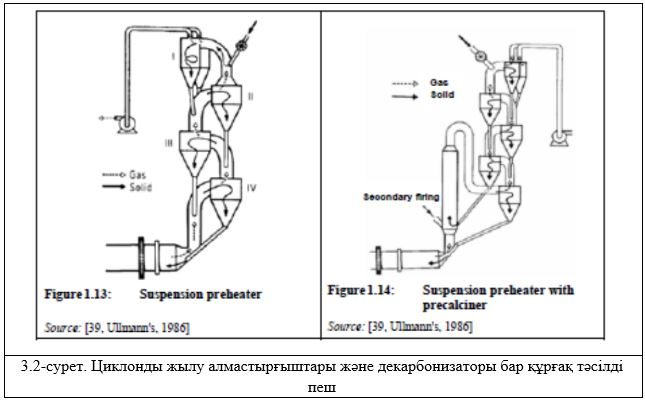 I
II
III
IV
Gas
Solid
Figure 1.13: Suspension preheater
Source: [39, Ullmann's, 1986]
Gas
Solid
Secondary firing
Figure 1.14: Suspension preheater with
precalciner
Source: [39, Ullmann's, 1986]
3.2-сурет. Циклонды жылу алмастырғыштары және декарбонизаторы бар құрғақ тәсілді
пеш